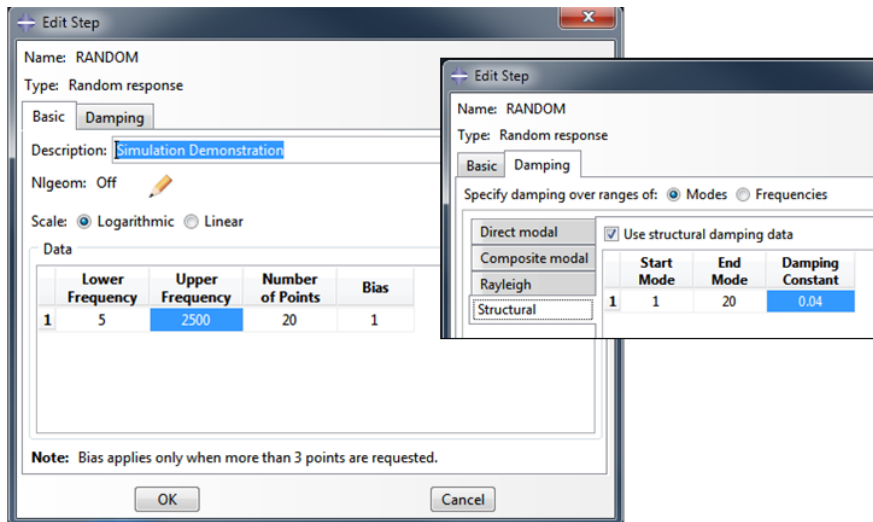 Edit Step
Name: RANDOM
Type: Random response
Basic Damping
Description: Simulation Demonstration
Nlgeom: Off
Scale: Logarithmic Linear
Data
Lower Frequency Upper Frequency Number of Points Bias
1 5 2500 20 1
Note: Bias applies only when more than 3 points are requested.
OK Cancel
Edit Step
Name: RANDOM
Type: Random response
Basic Damping
Specify damping over ranges of: Modes Frequencies
Direct modal
Composite modal
Rayleigh
Structural
Use structural damping data
Start Mode End Mode Damping Constant
1 1 20 0.04